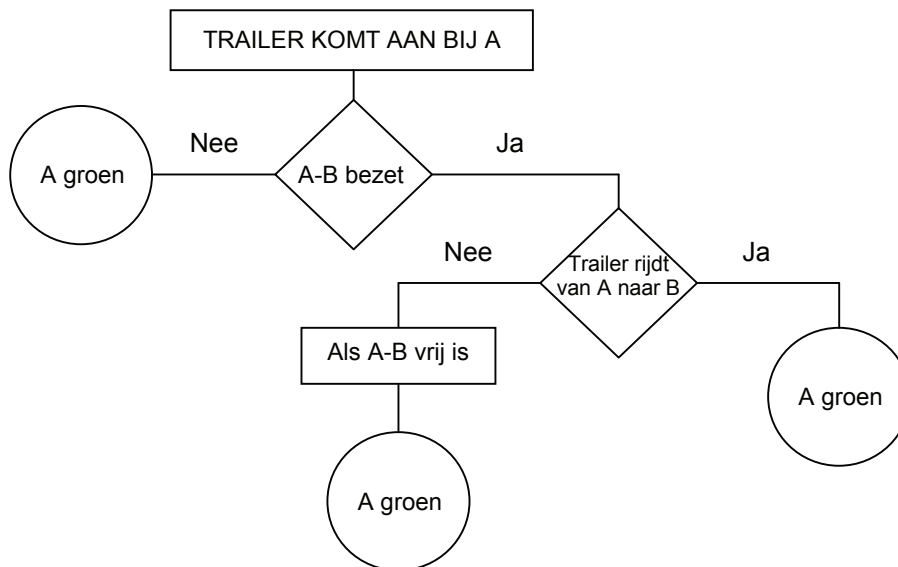 TRAILER KOMT AAN BIJ A
Nee
Ja
A groen
A-B bezet
Nee
Trailer rijdt
van A naar B
Ja
Als A-B vrij is
A groen
A groen